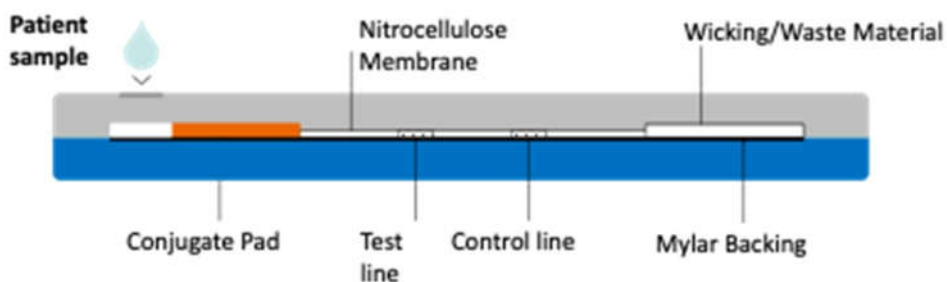 Patient
sample
Nitrocellulose
Membrane
Wicking/Waste Material
Conjugate Pad
Test
line
Control line
Mylar Backing